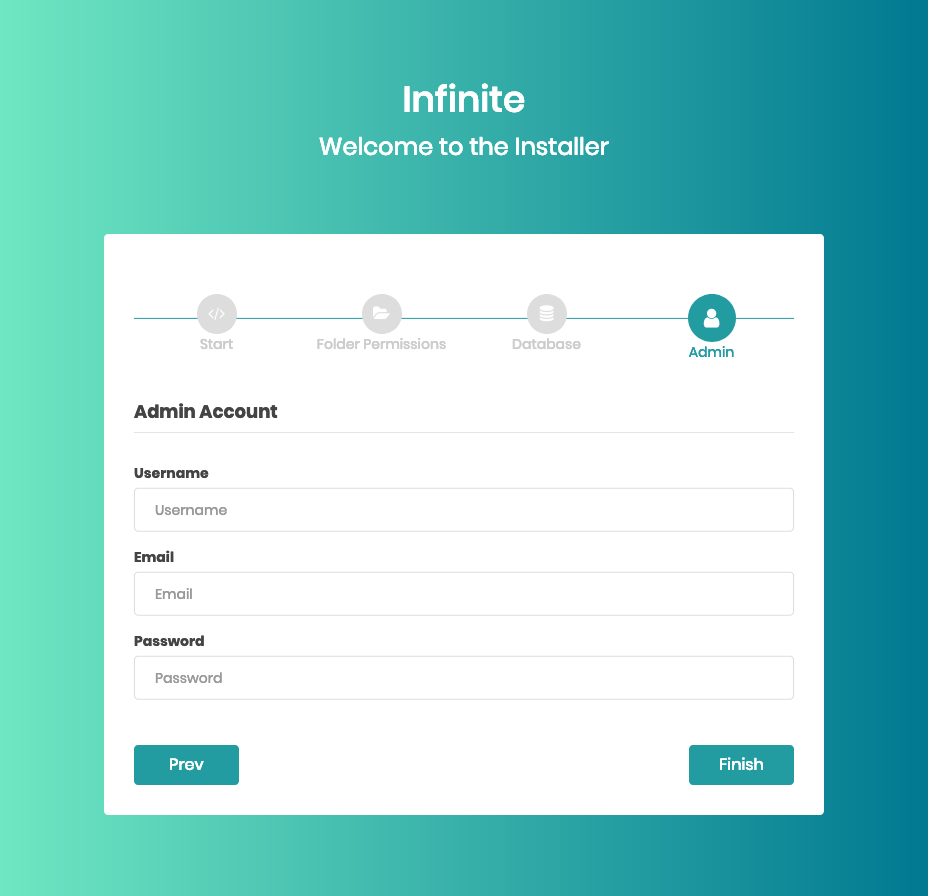 Infinite
Welcome to the Installer
Start
Folder Permissions
Database
Admin
Admin Account
Username
Username
Email
Email
Password
Password
Prev
Finish